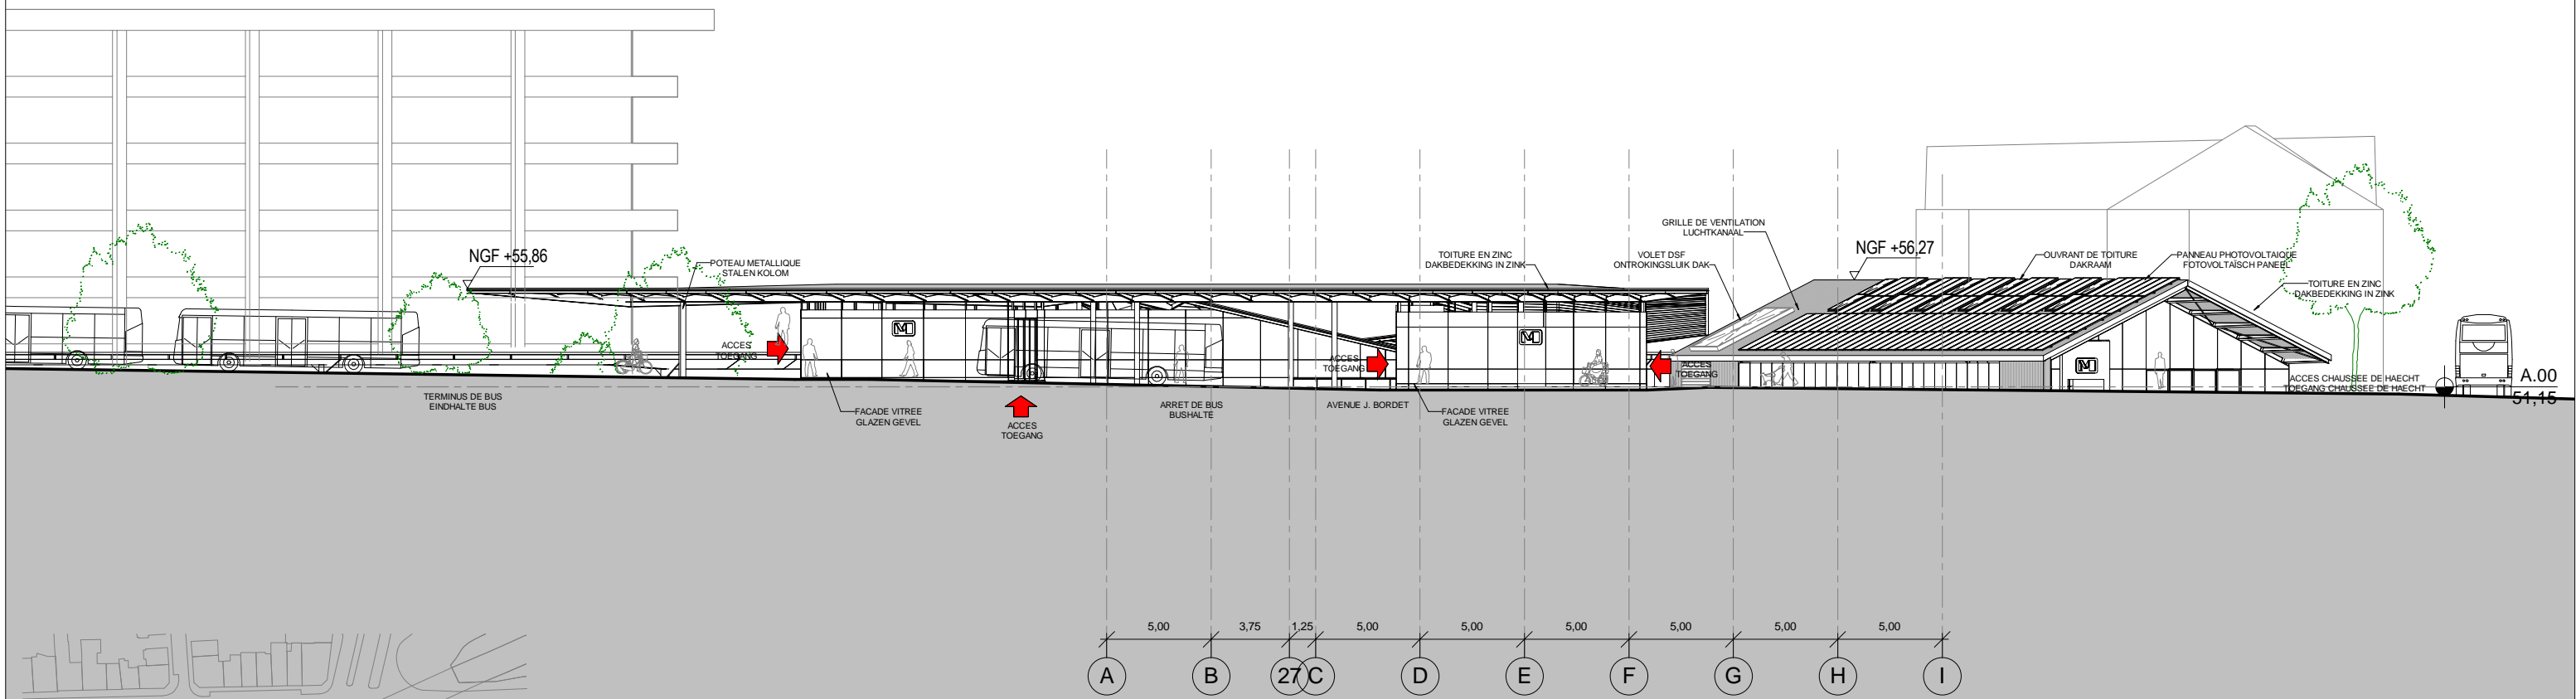 NGF +55,86
POTEAU METALLIQUE
STALEN KOLOM
TOITURE EN ZINC
DAKBEDEKKING IN ZINK
GRILLE DE VENTILATION
LUCHTKANAAL
VOLET DSF
ONTROKINGSLUIK DAK
NGF +56,27
OUVRANT DE TOITURE
DAKRAAM
PANNEAU PHOTOVOLTAIQUE
FOTOVOLTAÏSCH PANEEL
TOITURE EN ZINC
DAKBEDEKKING IN ZINK
ACCES
TOEGANG
M
ACCES
TOEGANG
M
ACCES
TOEGANG
M
ACCES CHAUSSEE DE HAECHT
TOEGANG CHAUSSEE DE HAECHT
A.00
51,15
TERMINUS DE BUS
EINDHALTE BUS
FACADE VITREE
GLAZEN GEVEL
ACCES
TOEGANG
ARRET DE BUS
BUSHALTE
AVENUE J. BORDET
FACADE VITREE
GLAZEN GEVEL
5,00 3,75 1,25 5,00 5,00 5,00 5,00 5,00 5,00
A B 27 C D E F G H I